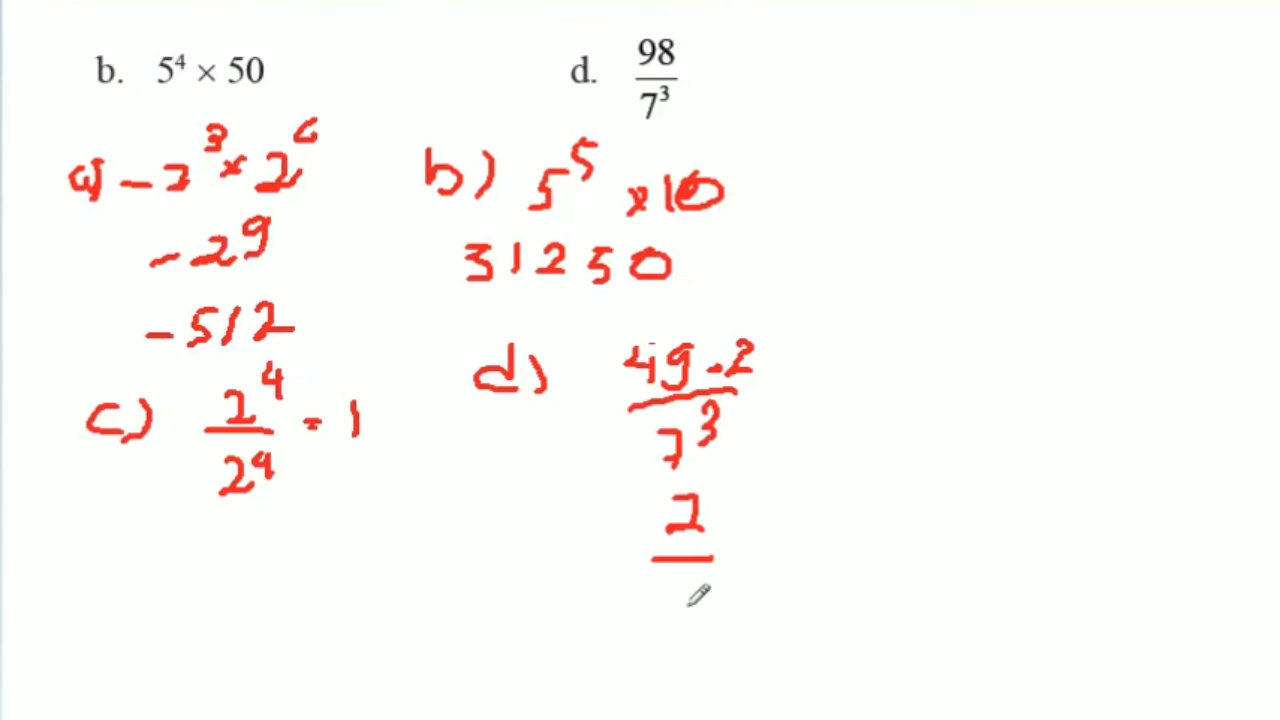 b. 5⁴ × 50
d. 98/7³
a) -2³ × 2⁶
-2⁹
-512
b) 5⁵ × 10
31250
c) 2⁴/2⁴ = 1
d) 49.2/7³
2